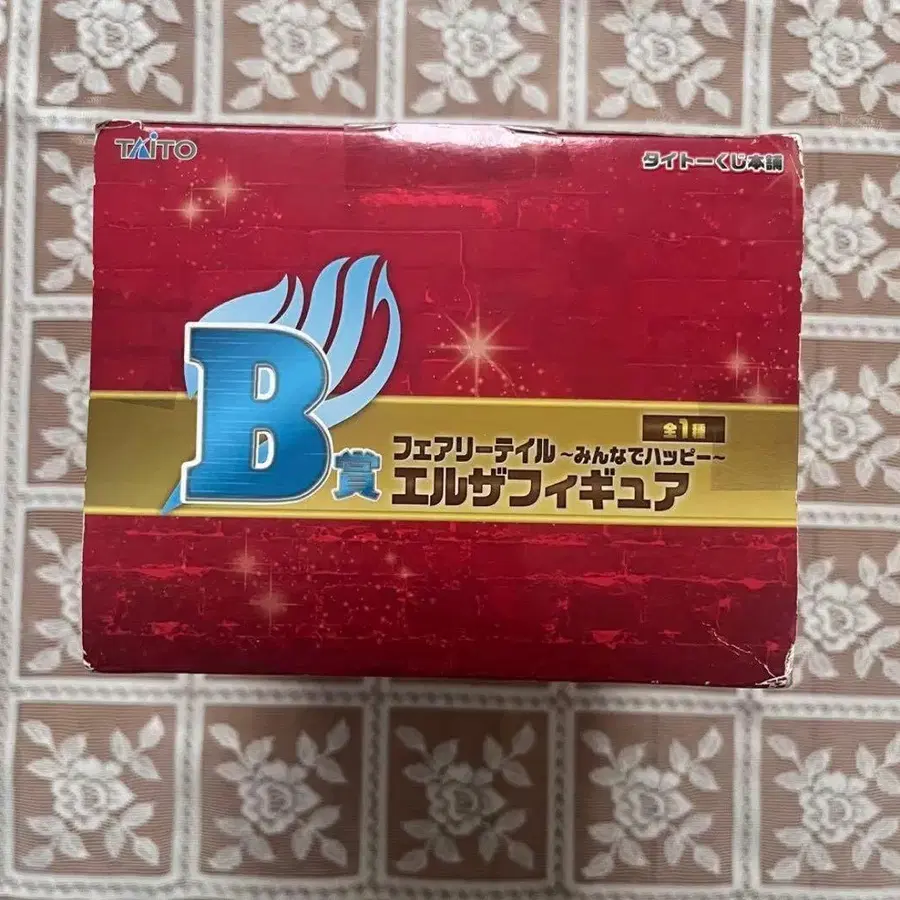 TAITO
タイトーくじ本舗
全1種
B賞
フェアリーテイル ~みんなでハッピー~
エルザフィギュア